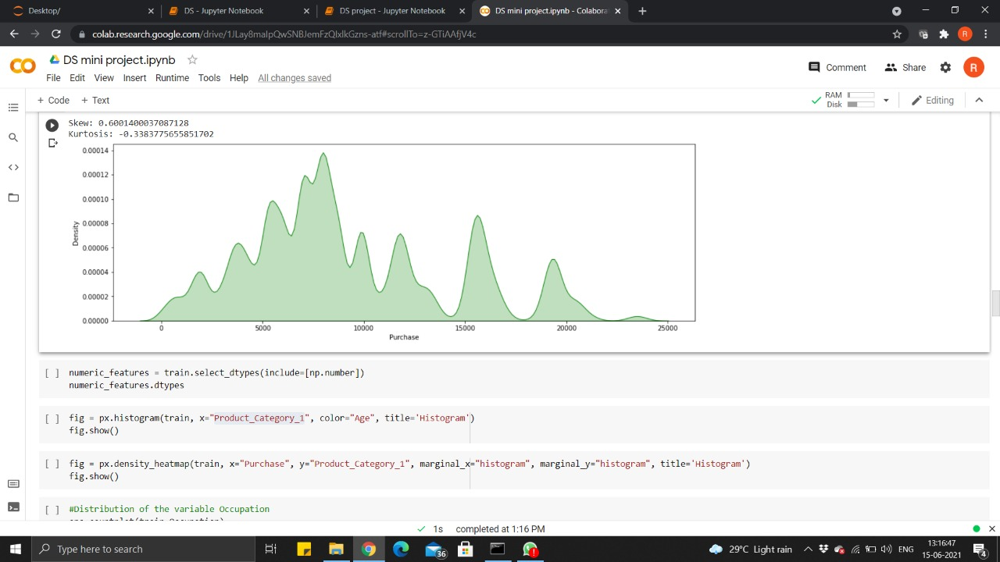 Desktop/
DS - Jupyter Notebook
DS project - Jupyter Notebook
DS mini project.ipynb - Colabora
colab.research.google.com/drive/1JLay8malpQwSNBJemFzQlxlkGzns-atf#scrollTo=z-GTiAAfjV4c
R
DS mini project.ipynb
File Edit View Insert Runtime Tools Help All changes saved
Comment Share R
+ Code + Text
RAM
Disk
Editing
Skew: 0.6001400037087128
Kurtosis: -0.3383775655851702
0.00014
0.00012
0.00010
0.00008
0.00006
0.00004
0.00002
0.00000
Density
0 5000 10000 15000 20000 25000
Purchase
[ ] numeric_features = train.select_dtypes(include=[np.number])
numeric_features.dtypes
[ ] fig = px.histogram(train, x="Product_Category_1", color="Age", title='Histogram')
fig.show()
[ ] fig = px.density_heatmap(train, x="Purchase", y="Product_Category_1", marginal_x="histogram", marginal_y="histogram", title='Histogram')
fig.show()
[ ] #Distribution of the variable Occupation
1s completed at 1:16 PM
Type here to search
36
29°C Light rain
ENG
13:16:47
15-06-2021
4